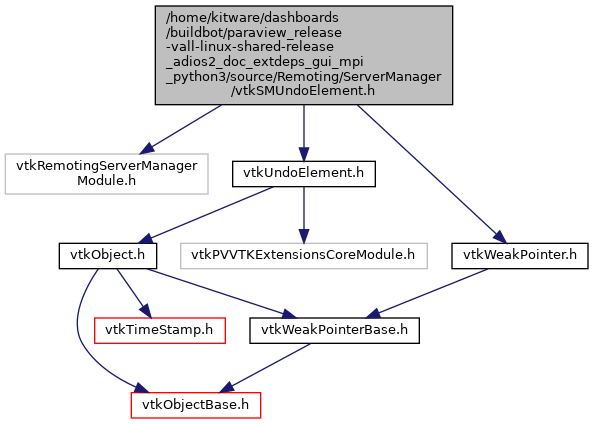 /home/kitware/dashboards
/buildbot/paraview_release
-vall-linux-shared-release
_adios2_doc_extdeps_gui_mpi
_python3/source/Remoting/ServerManager
/vtkSMUndoElement.h
vtkRemotingServerManager
Module.h
vtkUndoElement.h
vtkObject.h
vtkPVVTKExtensionsCoreModule.h
vtkWeakPointer.h
vtkTimeStamp.h
vtkWeakPointerBase.h
vtkObjectBase.h